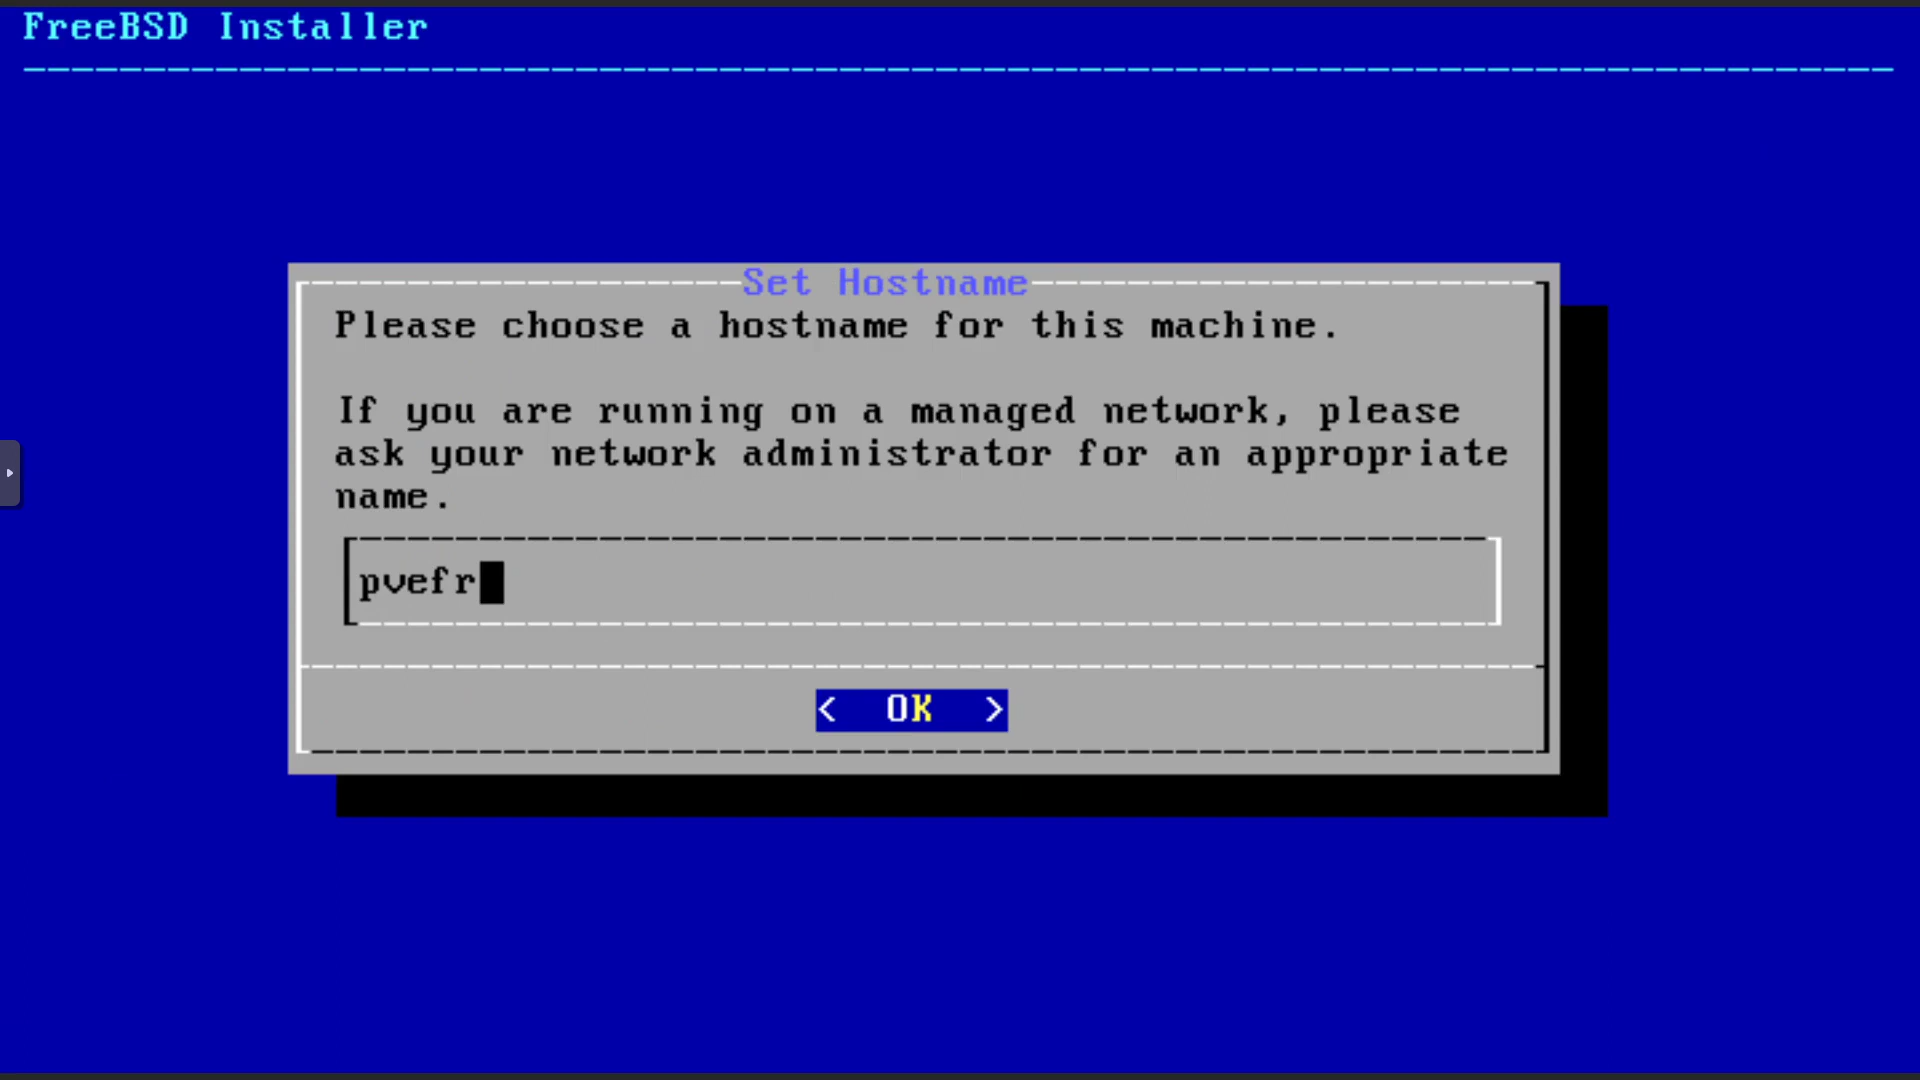 FreeBSD Installer
Set Hostname
Please choose a hostname for this machine.
If you are running on a managed network, please
ask your network administrator for an appropriate
name.
pvefr
< OK >